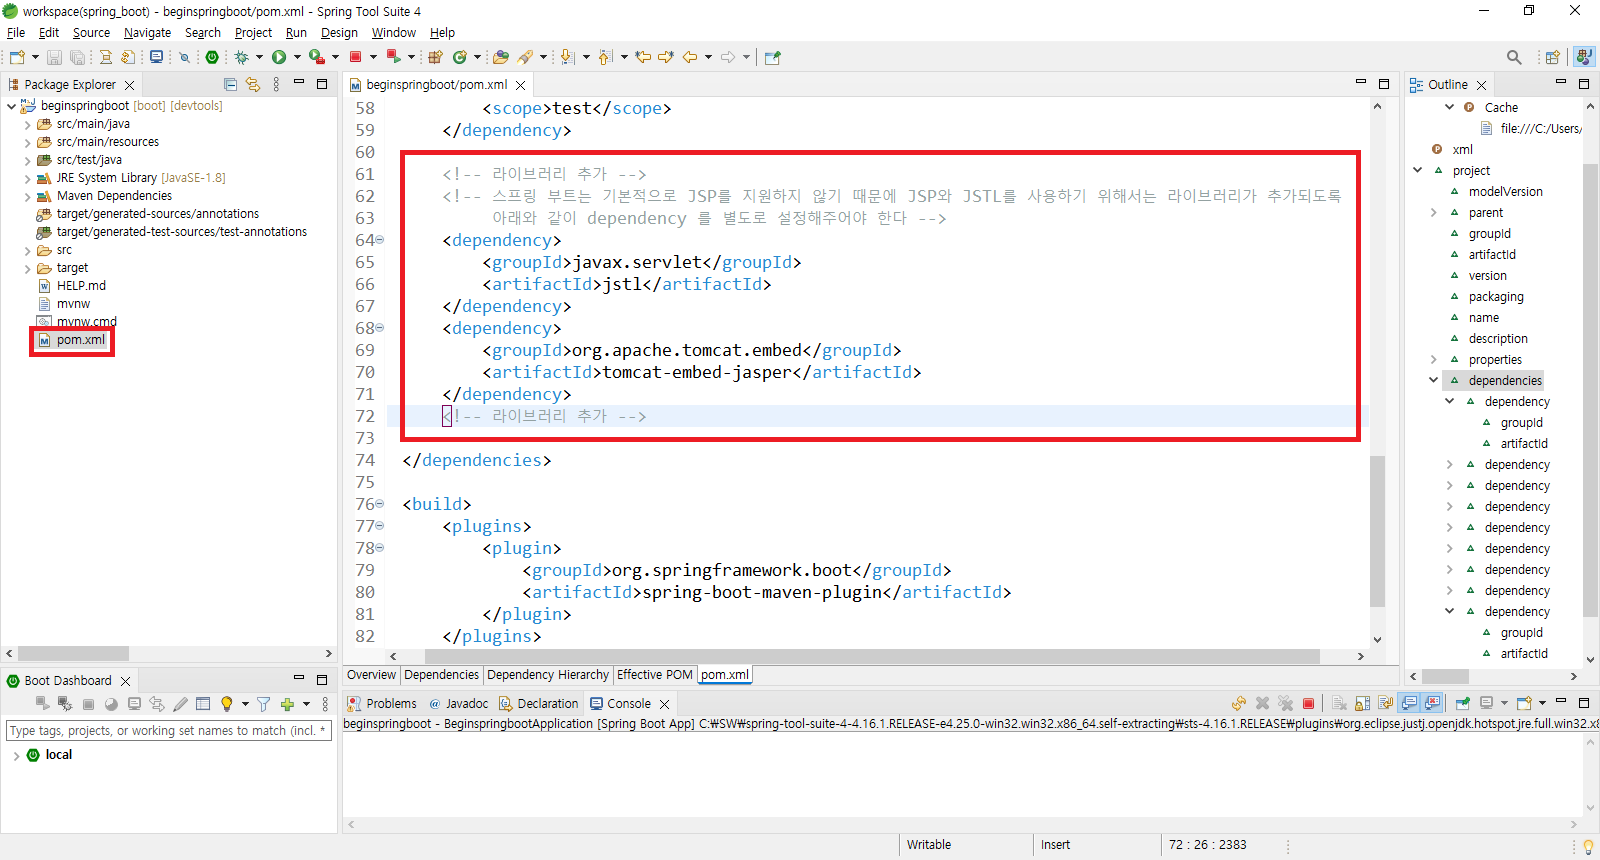 workspace(spring_boot) - beginspringboot/pom.xml - Spring Tool Suite 4
File Edit Source Navigate Search Project Run Design Window Help
Package Explorer
beginspringboot [boot] [devtools]
src/main/java
src/main/resources
src/test/java
JRE System Library [JavaSE-1.8]
Maven Dependencies
target/generated-sources/annotations
target/generated-test-sources/test-annotations
src
target
HELP.md
mvnw
mvnw.cmd
pom.xml
beginspringboot/pom.xml
58 <scope>test</scope>
59 </dependency>
60
61 <!-- 라이브러리 추가 -->
62 <!-- 스프링 부트는 기본적으로 JSP를 지원하지 않기 때문에 JSP와 JSTL를 사용하기 위해서는 라이브러리가 추가되도록
63 아래와 같이 dependency 를 별도로 설정해주어야 한다 -->
64 <dependency>
65 <groupId>javax.servlet</groupId>
66 <artifactId>jstl</artifactId>
67 </dependency>
68 <dependency>
69 <groupId>org.apache.tomcat.embed</groupId>
70 <artifactId>tomcat-embed-jasper</artifactId>
71 </dependency>
72 <!-- 라이브러리 추가 -->
73
74 </dependencies>
75
76 <build>
77 <plugins>
78 <plugin>
79 <groupId>org.springframework.boot</groupId>
80 <artifactId>spring-boot-maven-plugin</artifactId>
81 </plugin>
82 </plugins>
Overview Dependencies Dependency Hierarchy Effective POM pom.xml
Outline
Cache
file:///C:/Users/
xml
project
modelVersion
parent
groupId
artifactId
version
packaging
name
description
properties
dependencies
dependency
groupId
artifactId
dependency
dependency
dependency
dependency
dependency
dependency
dependency
dependency
groupId
artifactId
Boot Dashboard
Type tags, projects, or working set names to match (incl. *
local
Problems @ Javadoc Declaration Console
beginspringboot - BeginspringbootApplication [Spring Boot App] C:₩SW₩spring-tool-suite-4-4.16.1.RELEASE-e4.25.0-win32.win32.x86_64.self-extracting₩sts-4.16.1.RELEASE₩plugins₩org.eclipse.justj.openjdk.hotspot.jre.full.win32.x8
Writable Insert 72 : 26 : 2383